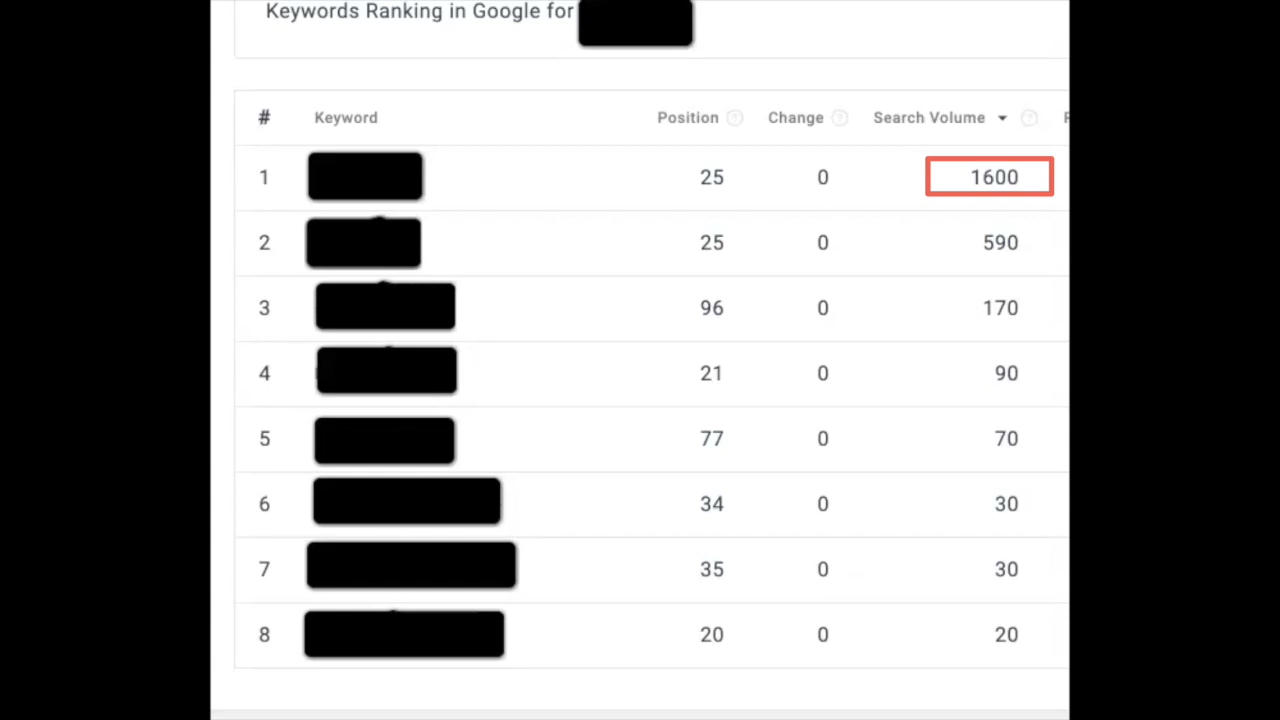 Keywords Ranking in Google for
# Keyword Position Change Search Volume
1 25 0 1600
2 25 0 590
3 96 0 170
4 21 0 90
5 77 0 70
6 34 0 30
7 35 0 30
8 20 0 20